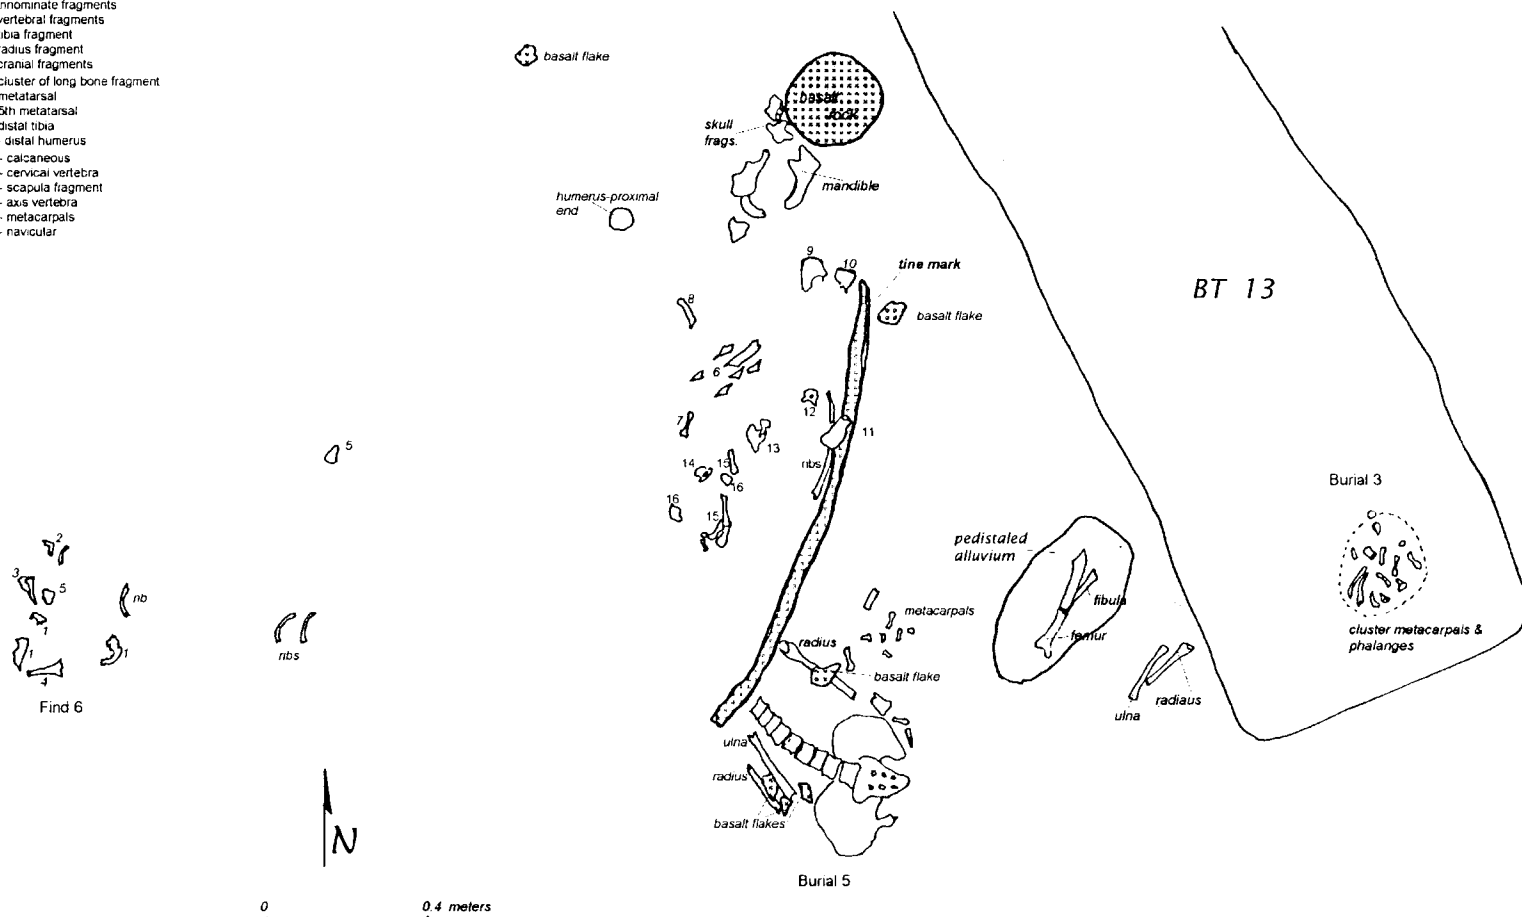 nnominate fragments
vertebral fragments
ibia fragment
radius fragment
cranial fragments
cluster of long bone fragment
metatarsal
5th metatarsal
distal tibia
distal humerus
- calcaneous
- cervical vertebra
- scapula fragment
- axis vertebra
- metacarpals
- navicular
basalt flake
basalt
rock
skull
frags.
mandible
humerus-proximal
end
9
10
tine mark
BT 13
8
basalt flake
6
12
7
11
13
5
14
15
ribs
16
16
15
Burial 3
pedistaled
alluvium
2
3
5
rib
1
1
1
4
ribs
Find 6
metacarpals
fibula
femur
cluster metacarpals &
phalanges
radius
basalt flake
radiaus
ulna
ulna
radius
basalt flakes
N
Burial 5
0
0.4 meters